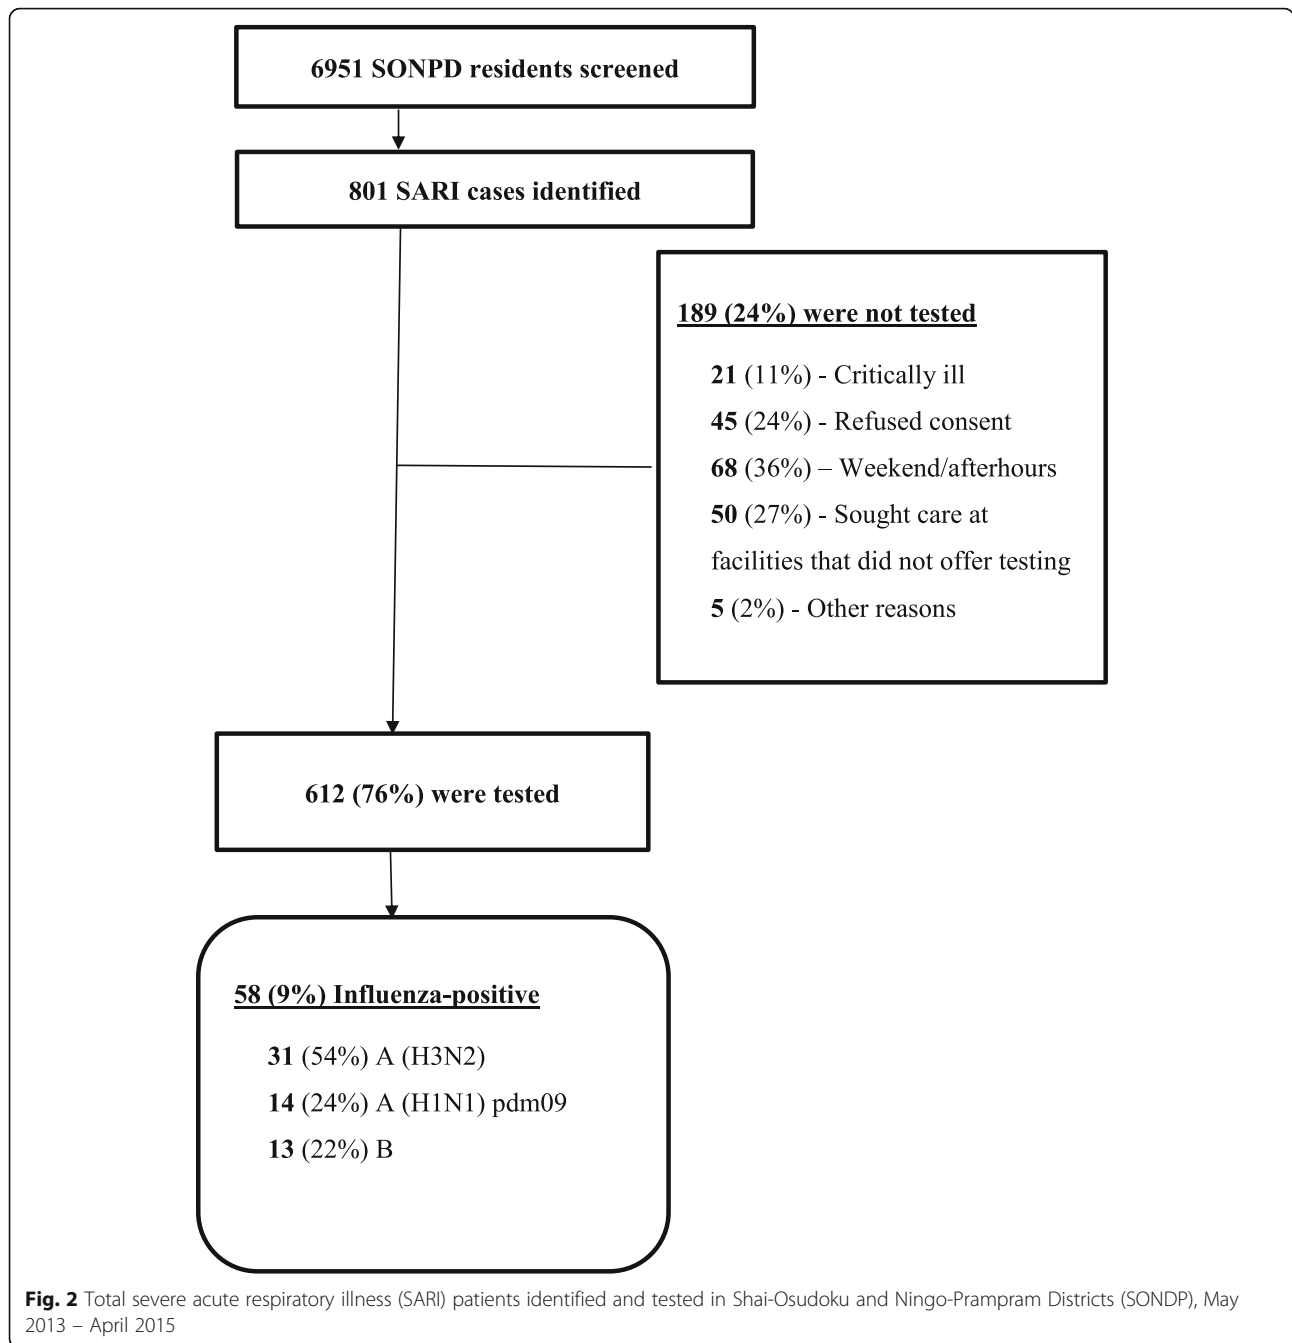 6951 SONPD residents screened
801 SARI cases identified
189 (24%) were not tested
21 (11%) - Critically ill
45 (24%) - Refused consent
68 (36%) – Weekend/afterhours
50 (27%) - Sought care at
facilities that did not offer testing
5 (2%) - Other reasons
612 (76%) were tested
58 (9%) Influenza-positive
31 (54%) A (H3N2)
14 (24%) A (H1N1) pdm09
13 (22%) B
Fig. 2 Total severe acute respiratory illness (SARI) patients identified and tested in Shai-Osudoku and Ningo-Prampram Districts (SONDP), May
2013 – April 2015